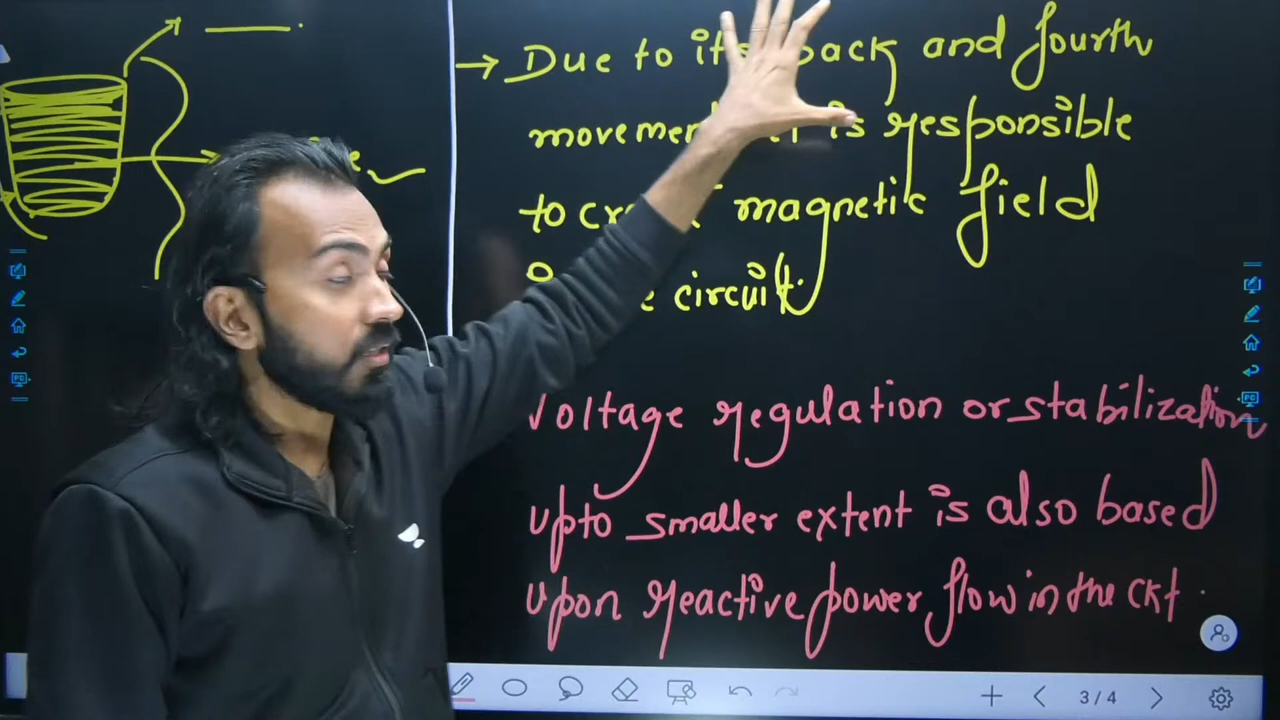 → Due to its back and fourth
is responsible
to magnetic field
circuit.
Voltage regulation or stabilization
upto smaller extent is also based
upon reactive power flow in the ckt.
3/4